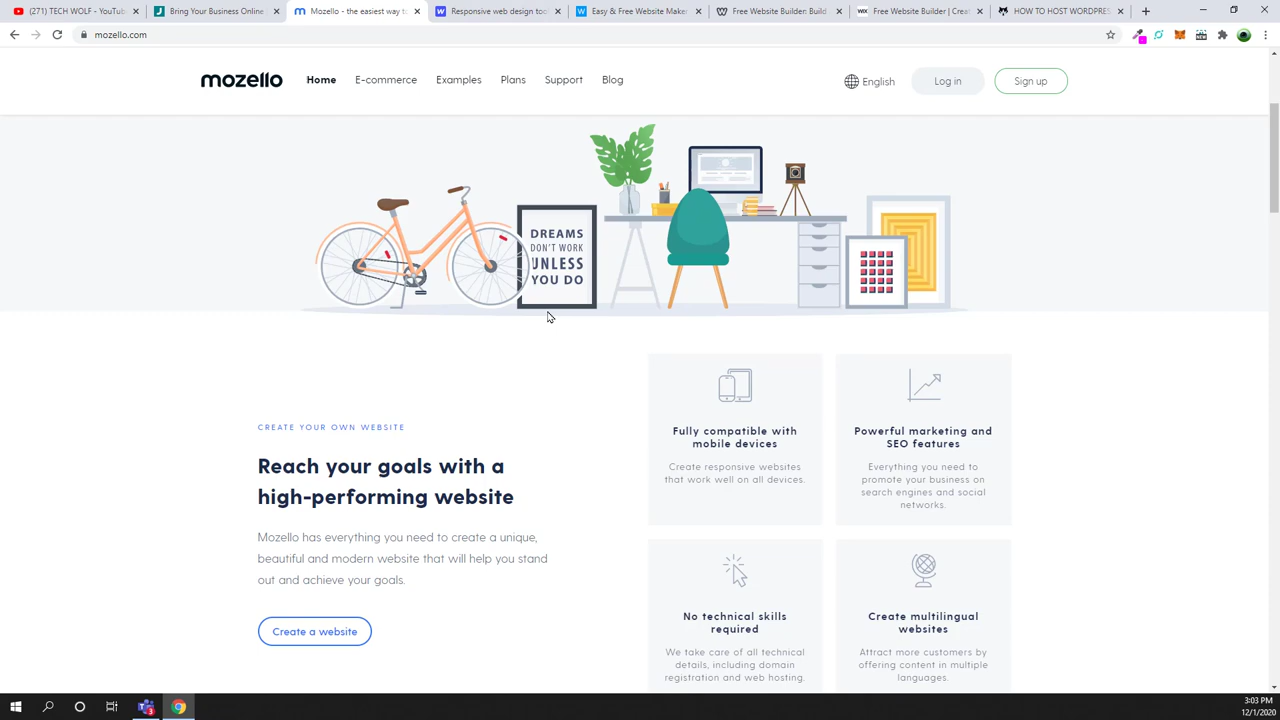 (271) TECH WOLF - YouTube
Bring Your Business Online
Mozello - the easiest way to
Responsive web design too
Easy & Free Website Maker
Free Website Builder: Build
WIX
Free Website Builder | Creat
HOW TO HOST WORDPRES
mozello.com
mozello
Home
E-commerce
Examples
Plans
Support
Blog
English
Log in
Sign up
DREAMS
DON'T WORK
UNLESS
YOU DO
CREATE YOUR OWN WEBSITE
Reach your goals with a
high-performing website
Mozello has everything you need to create a unique,
beautiful and modern website that will help you stand
out and achieve your goals.
Create a website
Fully compatible with
mobile devices
Create responsive websites
that work well on all devices.
Powerful marketing and
SEO features
Everything you need to
promote your business on
search engines and social
networks.
No technical skills
required
We take care of all technical
details, including domain
registration and web hosting.
Create multilingual
websites
Attract more customers by
offering content in multiple
languages.
3:03 PM
12/1/2020